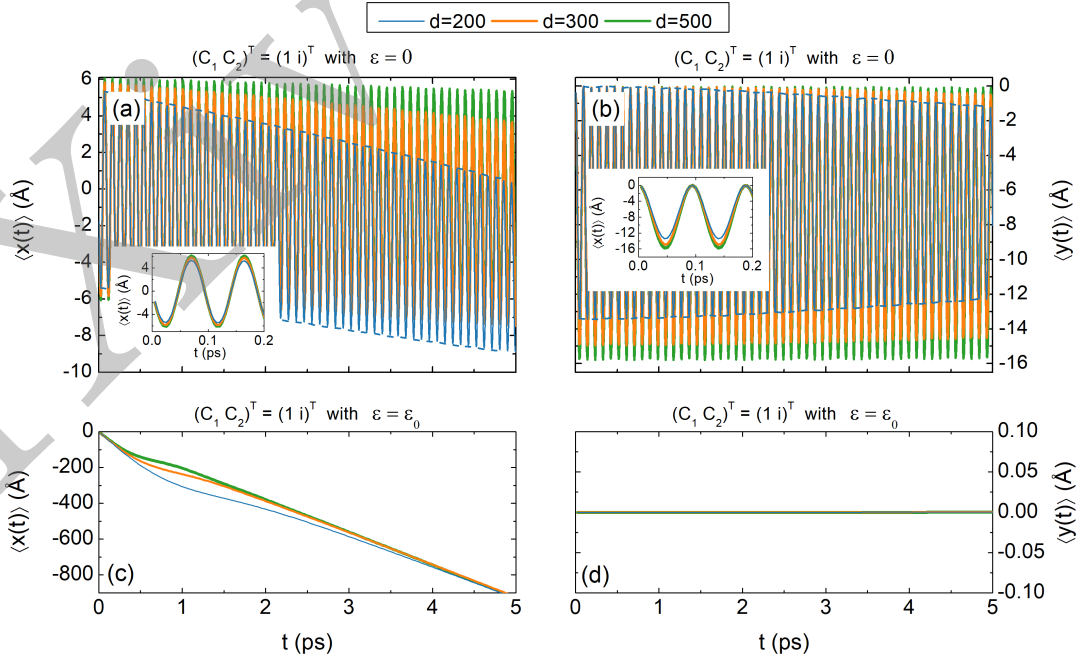 d=200 d=300 d=500
(C₁ C₂)ᵀ = (1 i)ᵀ with ε = 0
(C₁ C₂)ᵀ = (1 i)ᵀ with ε = 0
(a)
⟨x(t)⟩ (Å)
6
4
2
0
-2
-4
-6
-8
-10
⟨x(t)⟩ (Å)
4
0
-4
0.0 0.1 0.2
t (ps)
(b)
⟨y(t)⟩ (Å)
0
-2
-4
-6
-8
-10
-12
-14
-16
⟨x(t)⟩ (Å)
0
-4
-8
-12
-16
0.0 0.1 0.2
t (ps)
(C₁ C₂)ᵀ = (1 i)ᵀ with ε = ε₀
(C₁ C₂)ᵀ = (1 i)ᵀ with ε = ε₀
⟨x(t)⟩ (Å)
0
-200
-400
-600
-800
(c)
0 1 2 3 4 5
t (ps)
⟨y(t)⟩ (Å)
0.10
0.05
0.00
-0.05
-0.10
(d)
0 1 2 3 4 5
t (ps)